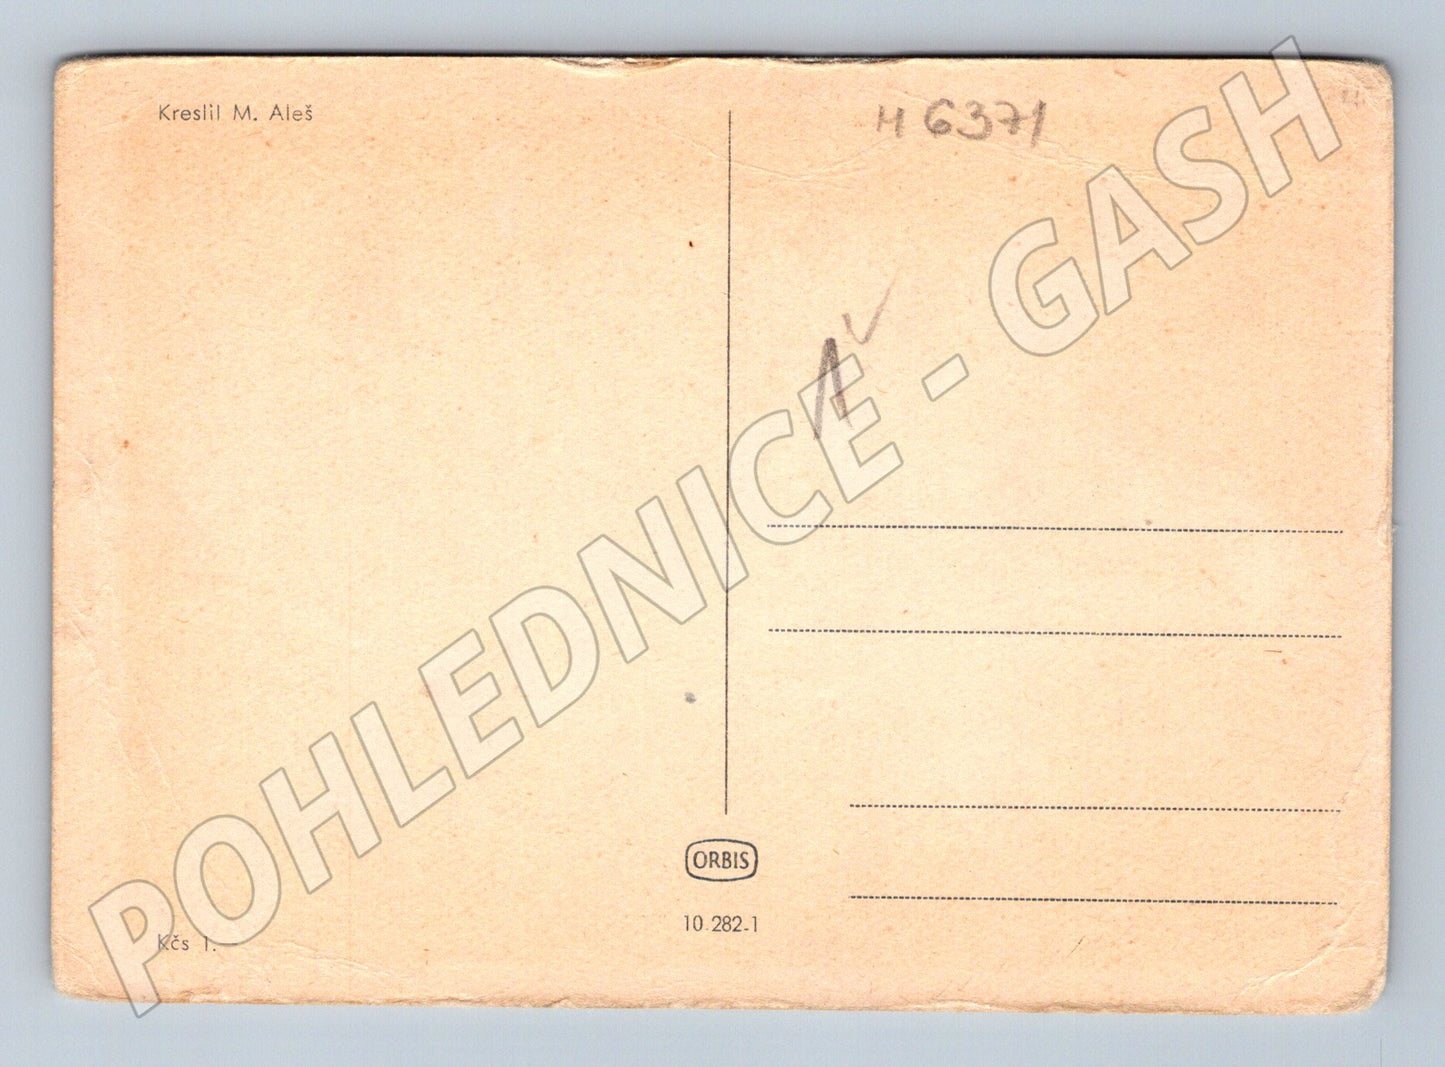 Kreslil M. Aleš
H 6371
1
POHLEDNICE - GASH
ORBIS
10.282-1
Kčs 1.-